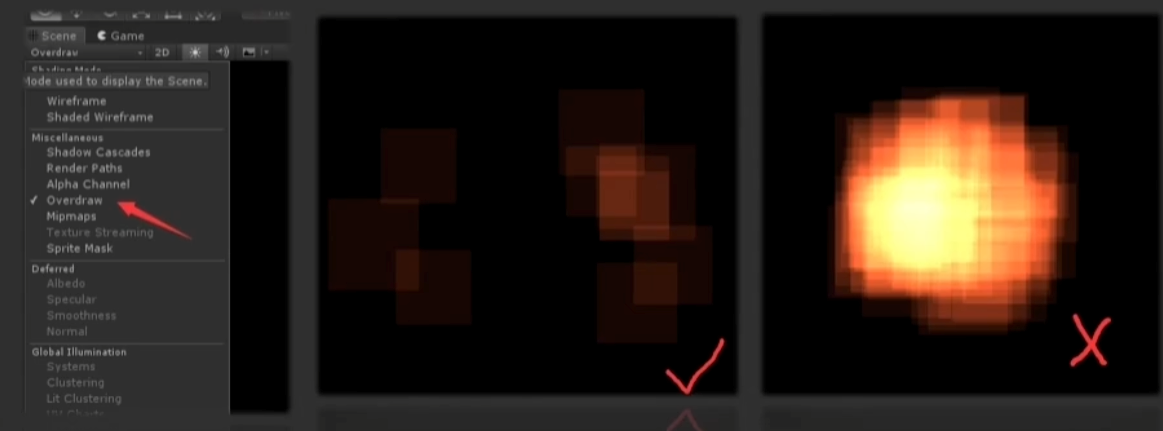 Scene
Game
Overdraw
2D
Shading Mode
Mode used to display the Scene.
Wireframe
Shaded Wireframe
Miscellaneous
Shadow Cascades
Render Paths
Alpha Channel
✓ Overdraw
Mipmaps
Texture Streaming
Sprite Mask
Deferred
Albedo
Specular
Smoothness
Normal
Global Illumination
Systems
Clustering
Lit Clustering
UV Charts